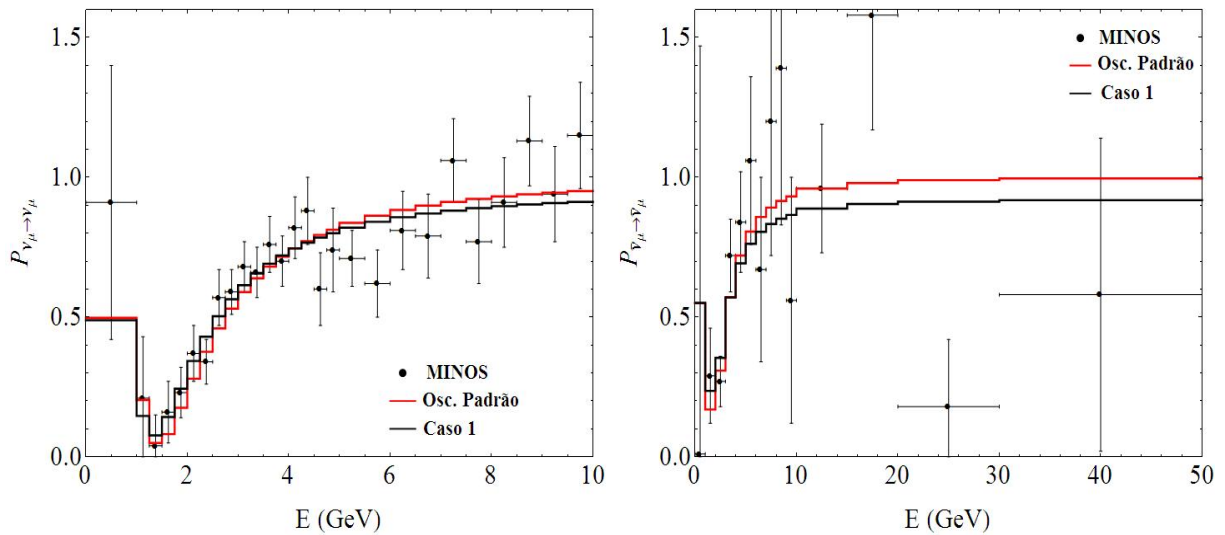 1.5
1.0
0.5
0.0
P_{ν_μ→ν_μ}
MINOS
Osc. Padrão
Caso 1
0 2 4 6 8 10
E (GeV)
1.5
1.0
0.5
0.0
P_{ν̄_μ→ν̄_μ}
MINOS
Osc. Padrão
Caso 1
0 10 20 30 40 50
E (GeV)